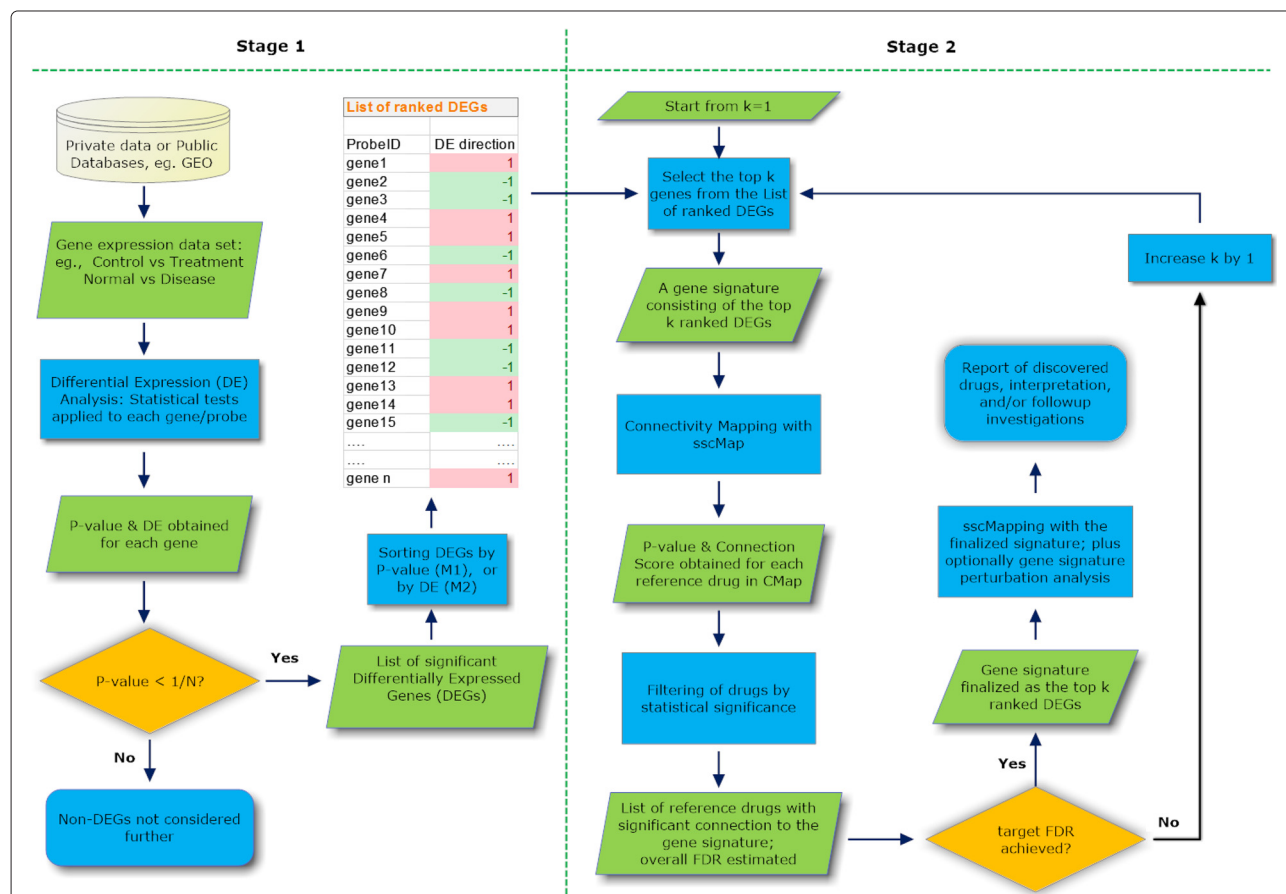 Stage 1
Private data or Public
Databases, eg. GEO
Gene expression data set:
eg., Control vs Treatment
Normal vs Disease
Differential Expression (DE)
Analysis: Statistical tests
applied to each gene/probe
P-value & DE obtained
for each gene
P-value < 1/N?
Yes
No
Non-DEGs not considered
further
List of significant
Differentially Expressed
Genes (DEGs)
Sorting DEGs by
P-value (M1), or
by DE (M2)
List of ranked DEGs
ProbeID DE direction
gene1 1
gene2 -1
gene3 -1
gene4 1
gene5 1
gene6 -1
gene7 1
gene8 -1
gene9 1
gene10 1
gene11 -1
gene12 -1
gene13 1
gene14 1
gene15 -1
.... ....
.... ....
gene n 1
Stage 2
Start from k=1
Select the top k
genes from the List
of ranked DEGs
A gene signature
consisting of the top
k ranked DEGs
Connectivity Mapping with
sscMap
P-value & Connection
Score obtained for each
reference drug in CMap
Filtering of drugs by
statistical significance
List of reference drugs with
significant connection to the
gene signature;
overall FDR estimated
target FDR
achieved?
No
Increase k by 1
Yes
Gene signature
finalized as the top k
ranked DEGs
sscMapping with the
finalized signature; plus
optionally gene signature
perturbation analysis
Report of discovered
drugs, interpretation,
and/or followup
investigations